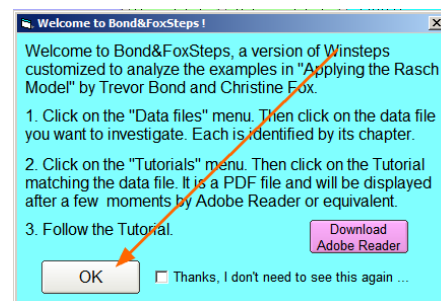 Welcome to Bond&FoxSteps !
Welcome to Bond&FoxSteps, a version of Winsteps
customized to analyze the examples in "Applying the Rasch
Model" by Trevor Bond and Christine Fox.
1. Click on the "Data files" menu. Then click on the data file
you want to investigate. Each is identified by its chapter.
2. Click on the "Tutorials" menu. Then click on the Tutorial
matching the data file. It is a PDF file and will be displayed
after a few moments by Adobe Reader or equivalent.
3. Follow the Tutorial.
Download
Adobe Reader
OK
Thanks, I don't need to see this again ...